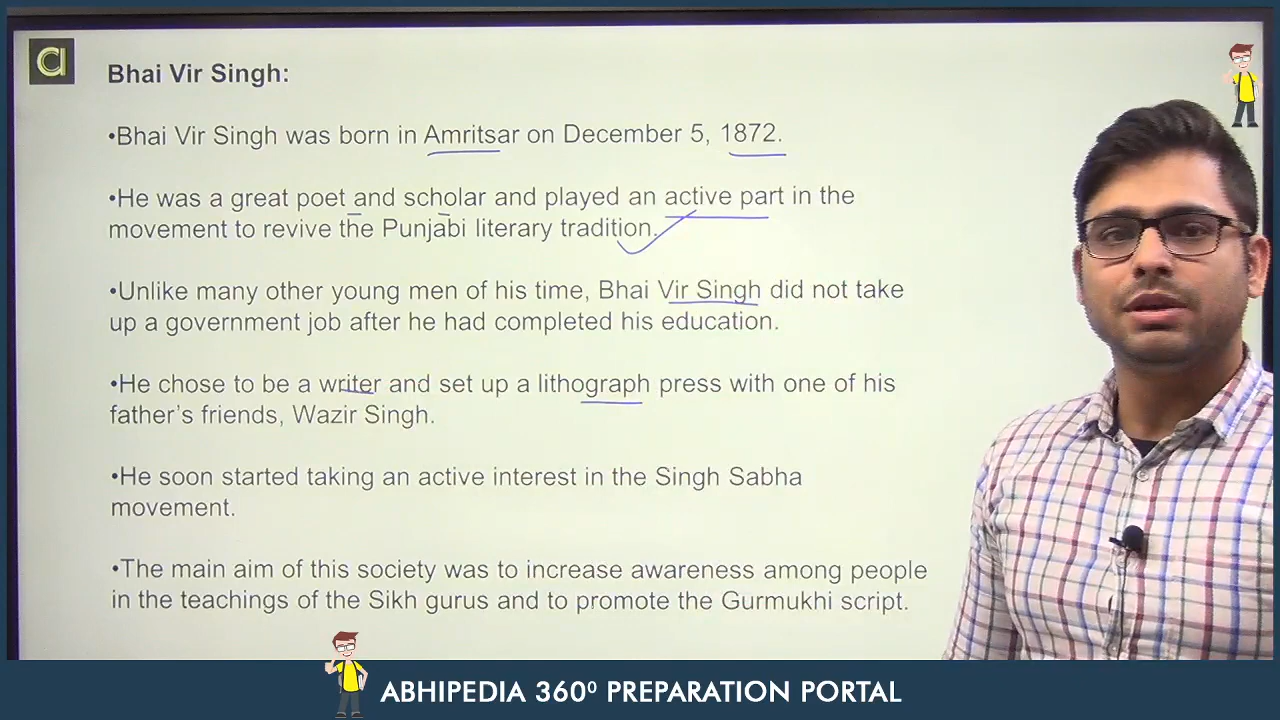 Bhai Vir Singh:
•Bhai Vir Singh was born in Amritsar on December 5, 1872.
•He was a great poet and scholar and played an active part in the
movement to revive the Punjabi literary tradition.
•Unlike many other young men of his time, Bhai Vir Singh did not take
up a government job after he had completed his education.
•He chose to be a writer and set up a lithograph press with one of his
father's friends, Wazir Singh.
•He soon started taking an active interest in the Singh Sabha
movement.
•The main aim of this society was to increase awareness among people
in the teachings of the Sikh gurus and to promote the Gurmukhi script.
ABHIPEDIA 360⁰ PREPARATION PORTAL